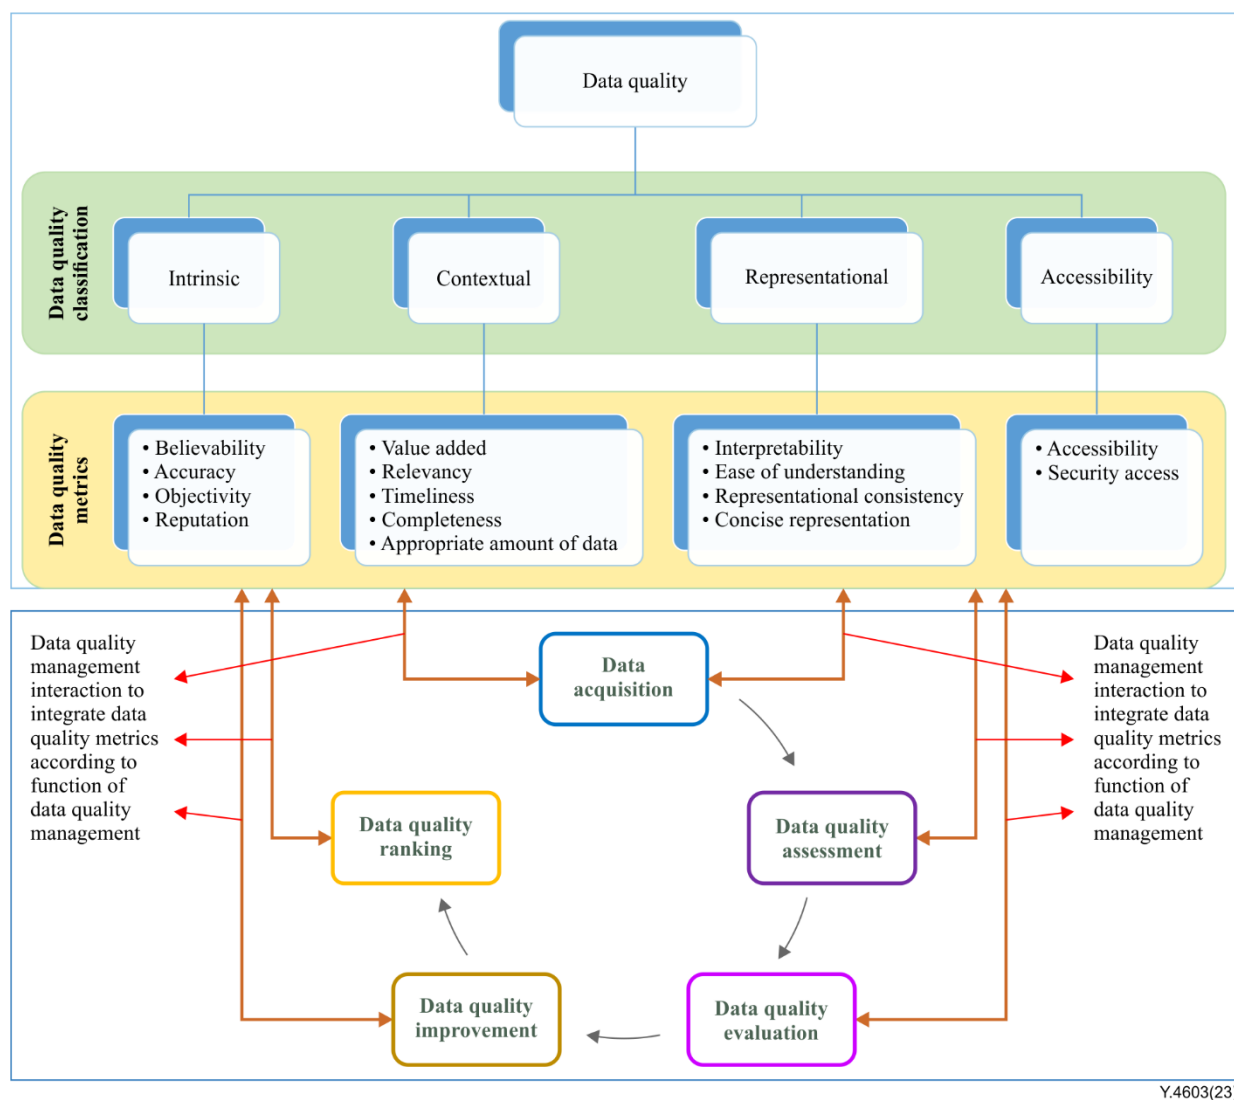 Data quality
Data quality
classification
Intrinsic
Contextual
Representational
Accessibility
Data quality
metrics
• Believability
• Accuracy
• Objectivity
• Reputation
• Value added
• Relevancy
• Timeliness
• Completeness
• Appropriate amount of data
• Interpretability
• Ease of understanding
• Representational consistency
• Concise representation
• Accessibility
• Security access
Data quality
management
interaction to
integrate data
quality metrics
according to
function of
data quality
management
Data
acquisition
Data quality
management
interaction to
integrate data
quality metrics
according to
function of
data quality
management
Data quality
ranking
Data quality
assessment
Data quality
improvement
Data quality
evaluation
Y.4603(23)